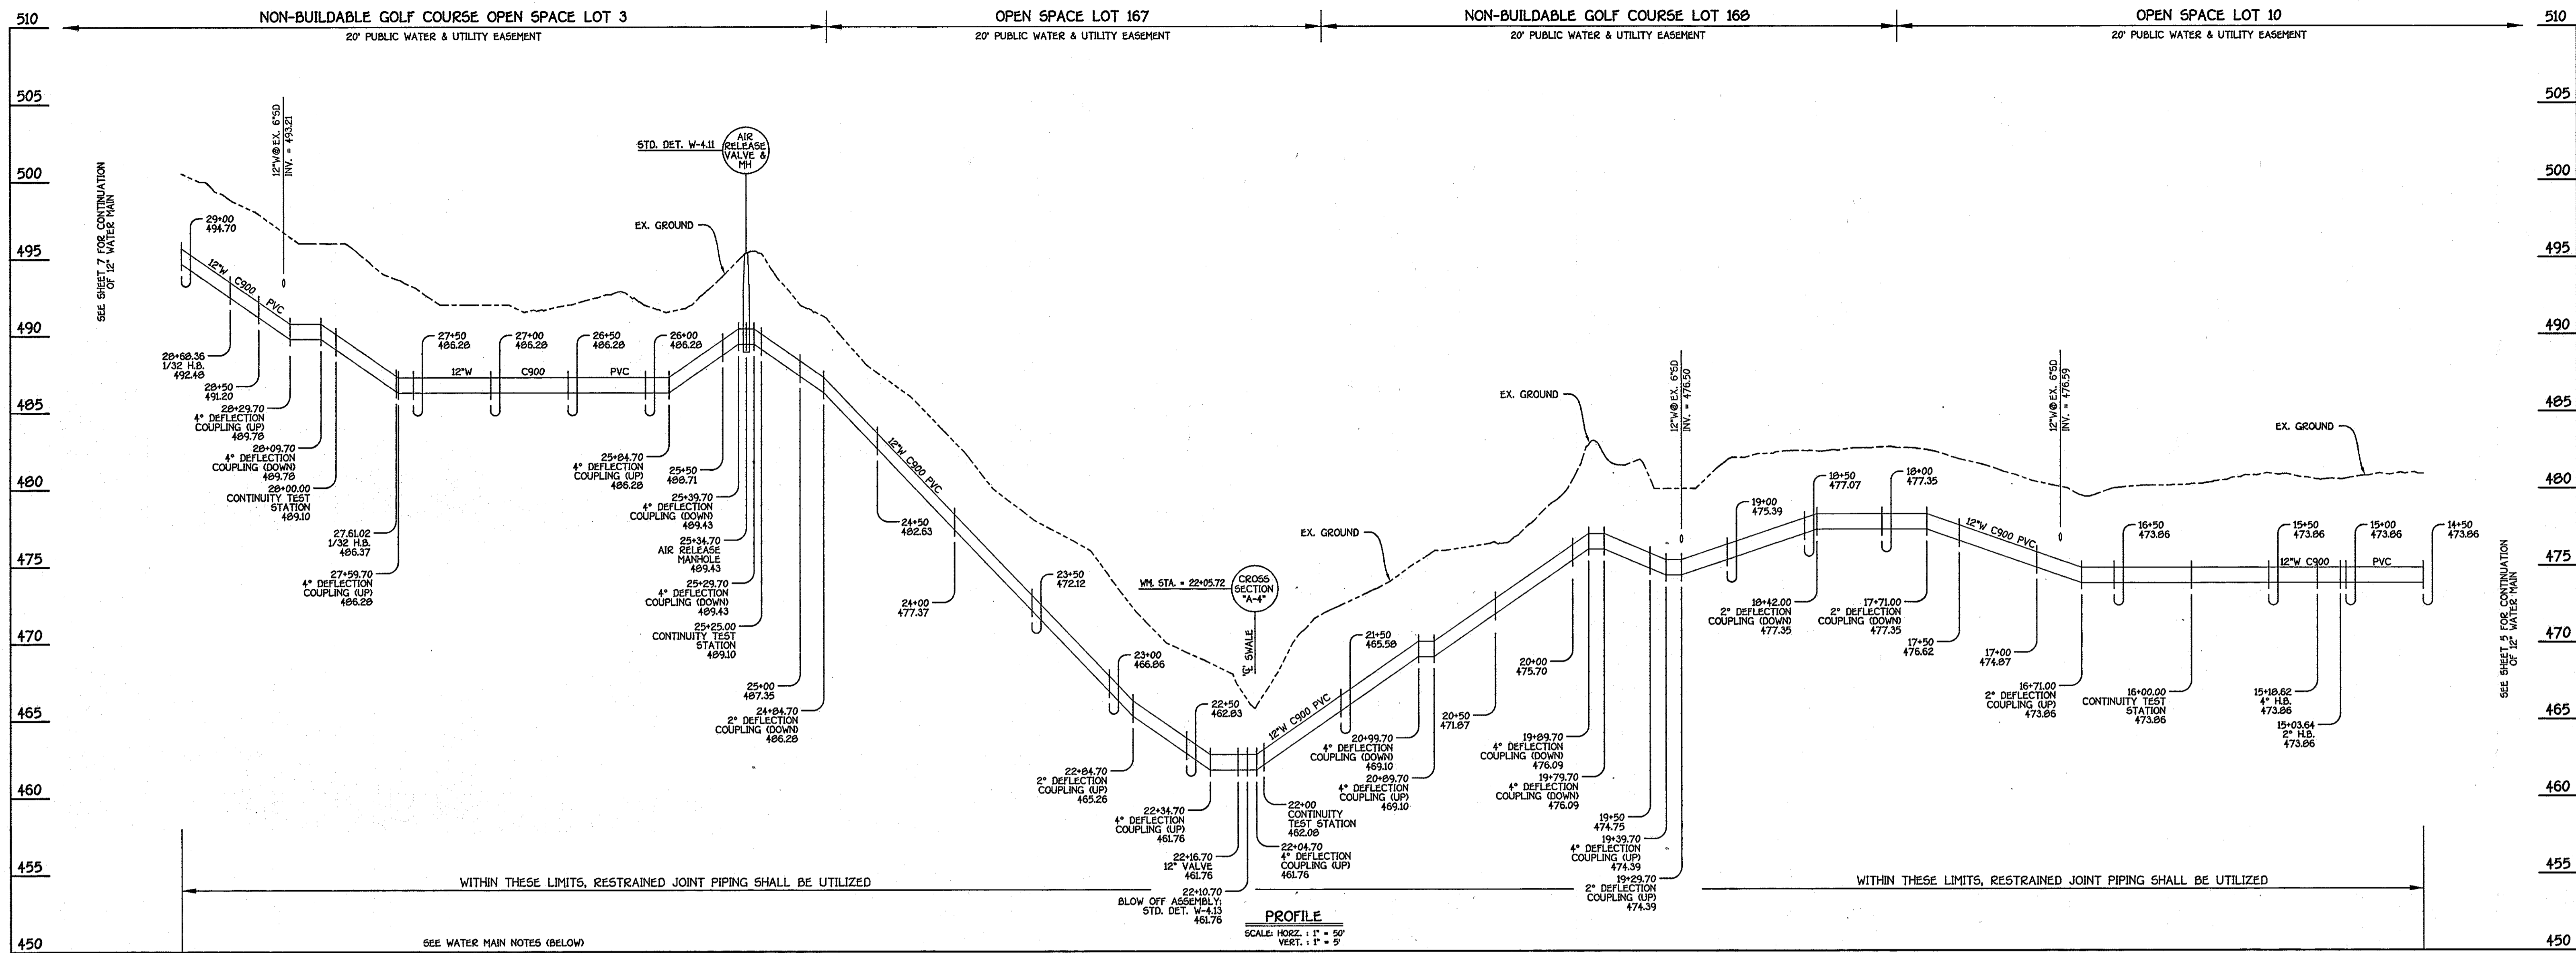 510
NON-BUILDABLE GOLF COURSE OPEN SPACE LOT 3
OPEN SPACE LOT 167
NON-BUILDABLE GOLF COURSE LOT 168
OPEN SPACE LOT 10
510
20' PUBLIC WATER & UTILITY EASEMENT
20' PUBLIC WATER & UTILITY EASEMENT
20' PUBLIC WATER & UTILITY EASEMENT
20' PUBLIC WATER & UTILITY EASEMENT
505
500
495
490
485
480
475
470
465
460
455
450
SEE SHEET 7 FOR CONTINUATION
OF 12" WATER MAIN
29+00
494.70
12"W C900 PVC
12"W@EX. 6"SD
INV. = 493.21
28+68.36
1/32 H.B.
492.48
28+50
491.20
28+29.70
4° DEFLECTION
COUPLING (UP)
489.78
28+09.70
4° DEFLECTION
COUPLING (DOWN)
489.78
28+00.00
CONTINUITY TEST
STATION
489.10
27.61.02
1/32 H.B.
486.37
27+59.70
4° DEFLECTION
COUPLING (UP)
486.28
27+50
486.28
27+00
486.28
26+50
486.28
26+00
486.28
12"W C900 PVC
EX. GROUND
STD. DET. W-4.11
AIR
RELEASE
VALVE &
MH
25+84.70
4° DEFLECTION
COUPLING (UP)
486.28
25+50
488.71
25+39.70
4° DEFLECTION
COUPLING (DOWN)
489.43
25+34.70
AIR RELEASE
MANHOLE
489.43
25+29.70
4° DEFLECTION
COUPLING (DOWN)
489.43
25+25.00
CONTINUITY TEST
STATION
489.10
25+00
487.35
24+84.70
2° DEFLECTION
COUPLING (DOWN)
486.28
12"W C900 PVC
24+50
482.63
24+00
477.37
23+50
472.12
23+00
466.86
22+84.70
2° DEFLECTION
COUPLING (UP)
465.26
22+50
462.83
22+34.70
4° DEFLECTION
COUPLING (UP)
461.76
22+16.70
12" VALVE
461.76
22+10.70
BLOW OFF ASSEMBLY;
STD. DET. W-4.13
461.76
WM. STA. = 22+05.72
CROSS
SECTION
"A-4"
'C' SWALE
22+00
CONTINUITY
TEST STATION
462.08
22+04.70
4° DEFLECTION
COUPLING (UP)
461.76
12"W C900 PVC
EX. GROUND
21+50
465.58
20+99.70
4° DEFLECTION
COUPLING (DOWN)
469.10
20+89.70
4° DEFLECTION
COUPLING (UP)
469.10
20+50
471.87
20+00
475.70
EX. GROUND
19+89.70
4° DEFLECTION
COUPLING (DOWN)
476.09
19+79.70
4° DEFLECTION
COUPLING (DOWN)
476.09
19+50
474.75
19+39.70
4° DEFLECTION
COUPLING (UP)
474.39
19+29.70
2° DEFLECTION
COUPLING (UP)
474.39
12"W@EX. 6"SD
INV. = 476.50
19+00
475.39
18+50
477.07
18+42.00
2° DEFLECTION
COUPLING (DOWN)
477.35
18+00
477.35
17+71.00
2° DEFLECTION
COUPLING (DOWN)
477.35
12"W C900 PVC
17+50
476.62
17+00
474.87
12"W@EX. 6"SD
INV. = 476.59
16+71.00
2° DEFLECTION
COUPLING (UP)
473.86
16+50
473.86
16+00.00
CONTINUITY TEST
STATION
473.86
15+50
473.86
15+18.62
4° H.B.
473.86
15+03.64
2° H.B.
473.86
15+00
473.86
14+50
473.86
12"W C900 PVC
EX. GROUND
SEE SHEET 5 FOR CONTINUATION
OF 12" WATER MAIN
505
500
495
490
485
480
475
470
465
460
455
450
WITHIN THESE LIMITS, RESTRAINED JOINT PIPING SHALL BE UTILIZED
WITHIN THESE LIMITS, RESTRAINED JOINT PIPING SHALL BE UTILIZED
PROFILE
SCALE: HORZ. : 1" = 50'
VERT. : 1" = 5'
SEE WATER MAIN NOTES (BELOW)